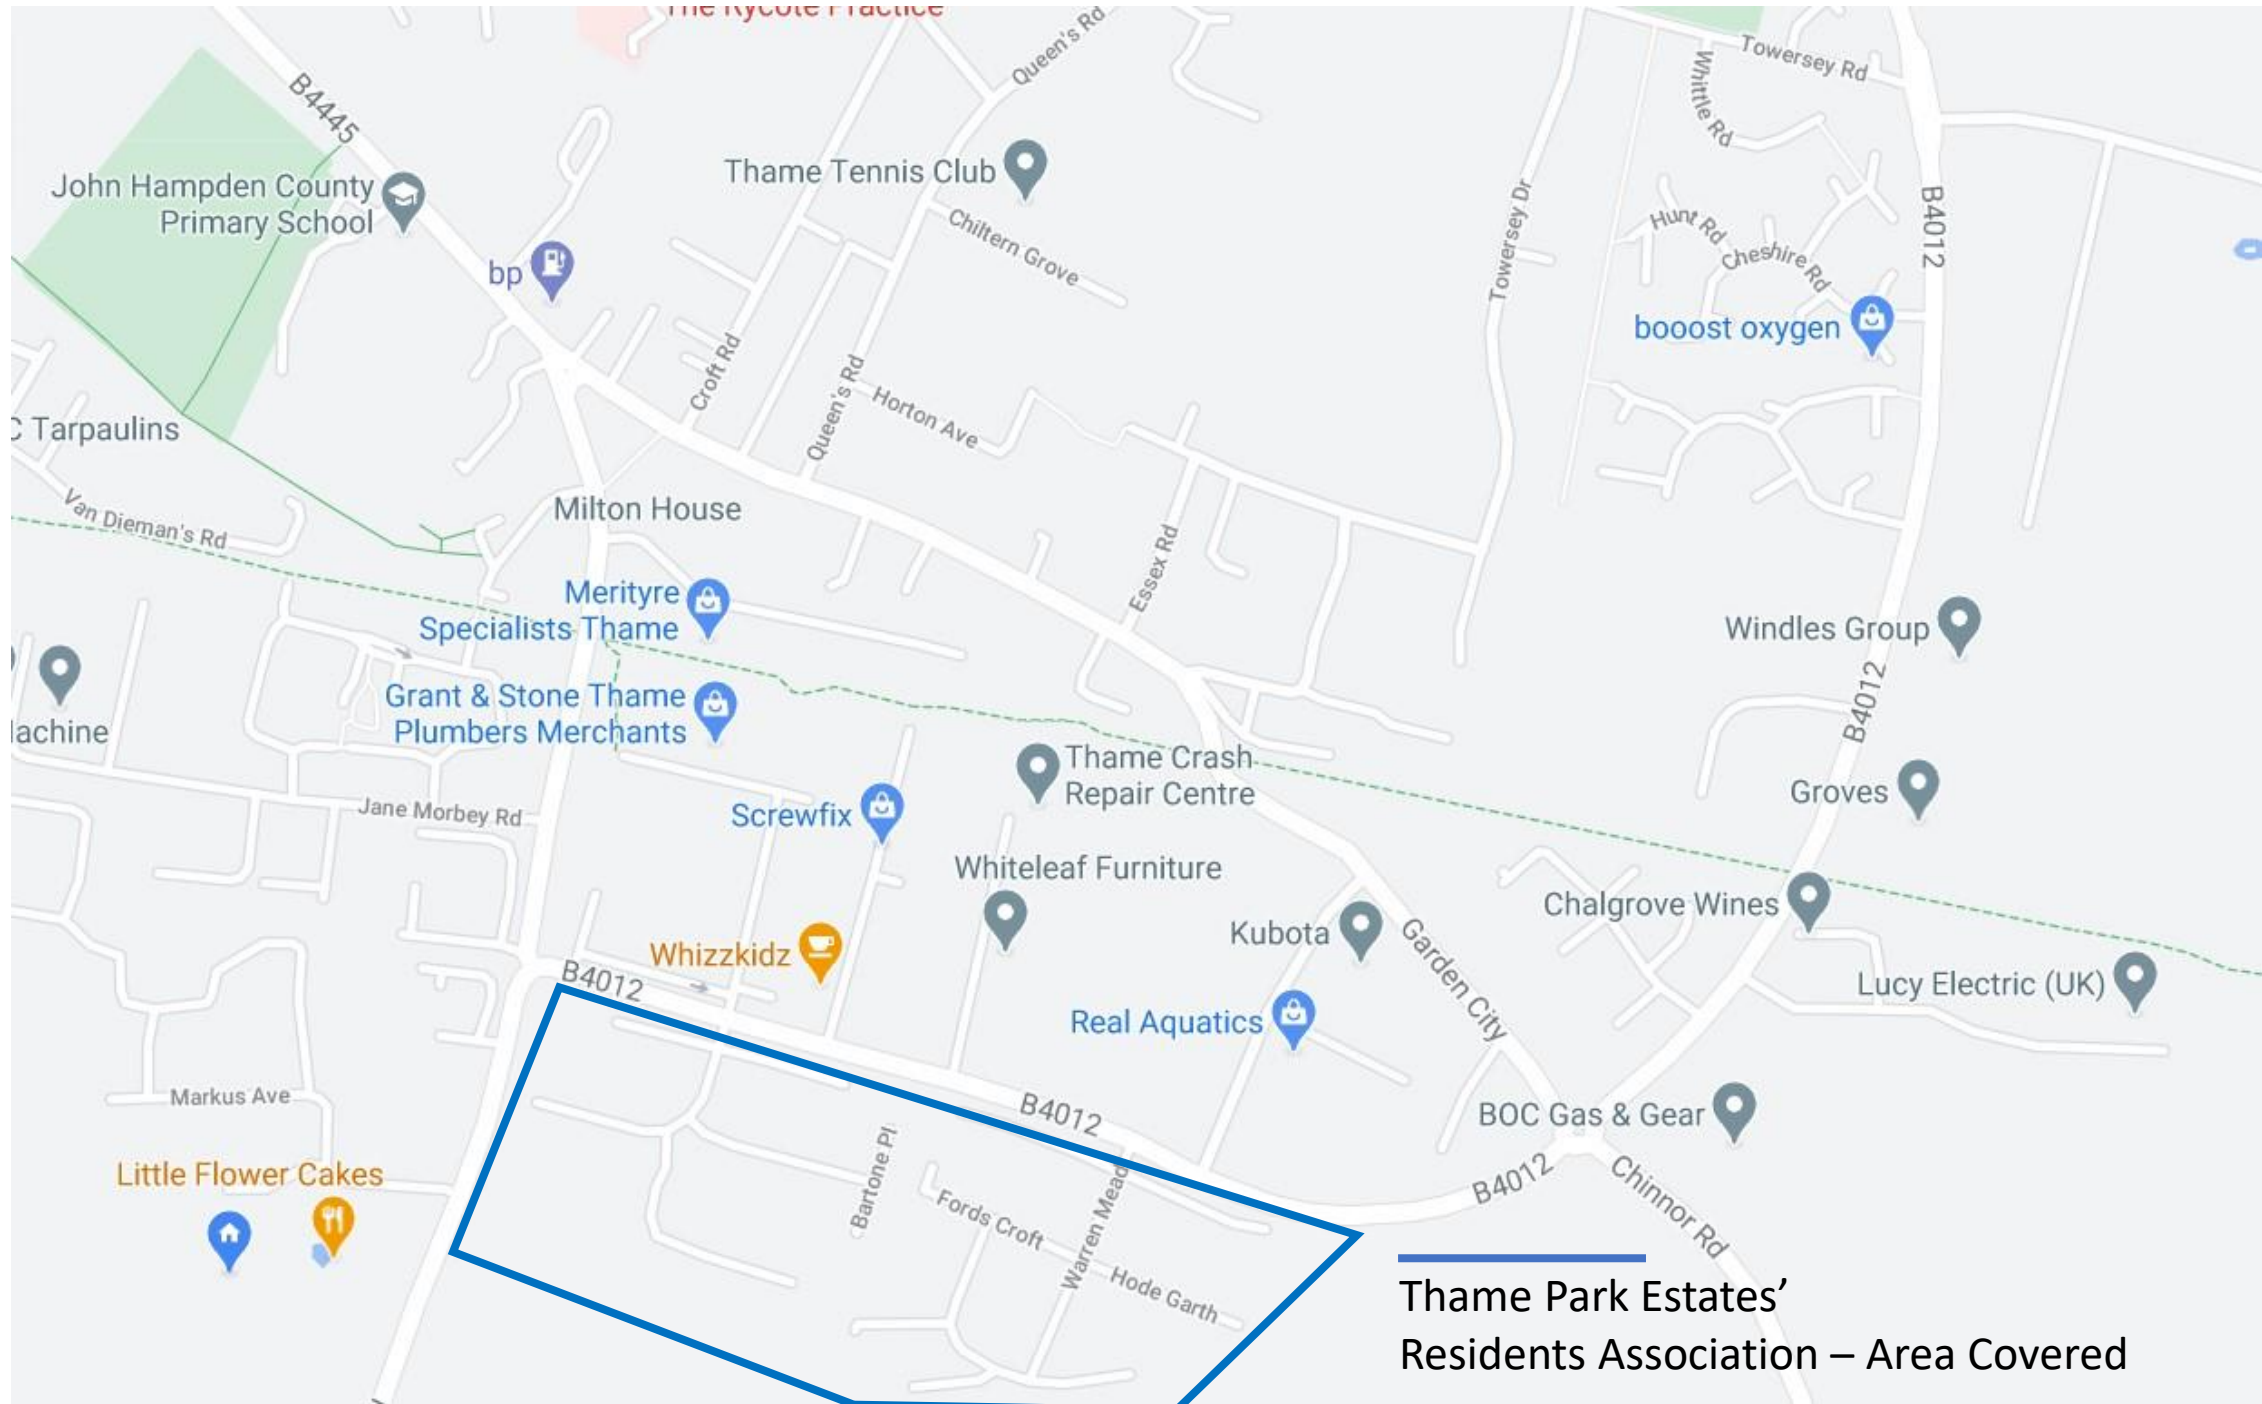 The Rycote Practice
Queen's Rd
Towersey Rd
Whittle Rd
B4445
John Hampden County
Primary School
Thame Tennis Club
Chiltern Grove
Towersey Dr
Hunt Rd
Cheshire Rd
B4012
bp
booost oxygen
Croft Rd
Queen's Rd
Horton Ave
C Tarpaulins
Van Dieman's Rd
Milton House
Essex Rd
Merityre
Specialists Thame
Windles Group
B4012
Grant & Stone Thame
Plumbers Merchants
achine
Thame Crash
Repair Centre
Groves
Jane Morbey Rd
Screwfix
Whiteleaf Furniture
Chalgrove Wines
Kubota
Garden City
Whizzkidz
B4012
Lucy Electric (UK)
Real Aquatics
Markus Ave
B4012
BOC Gas & Gear
Little Flower Cakes
Bartone Pl
Fords Croft
Warren Mead
Hode Garth
B4012
Chinnor Rd
Thame Park Estates’
Residents Association – Area Covered